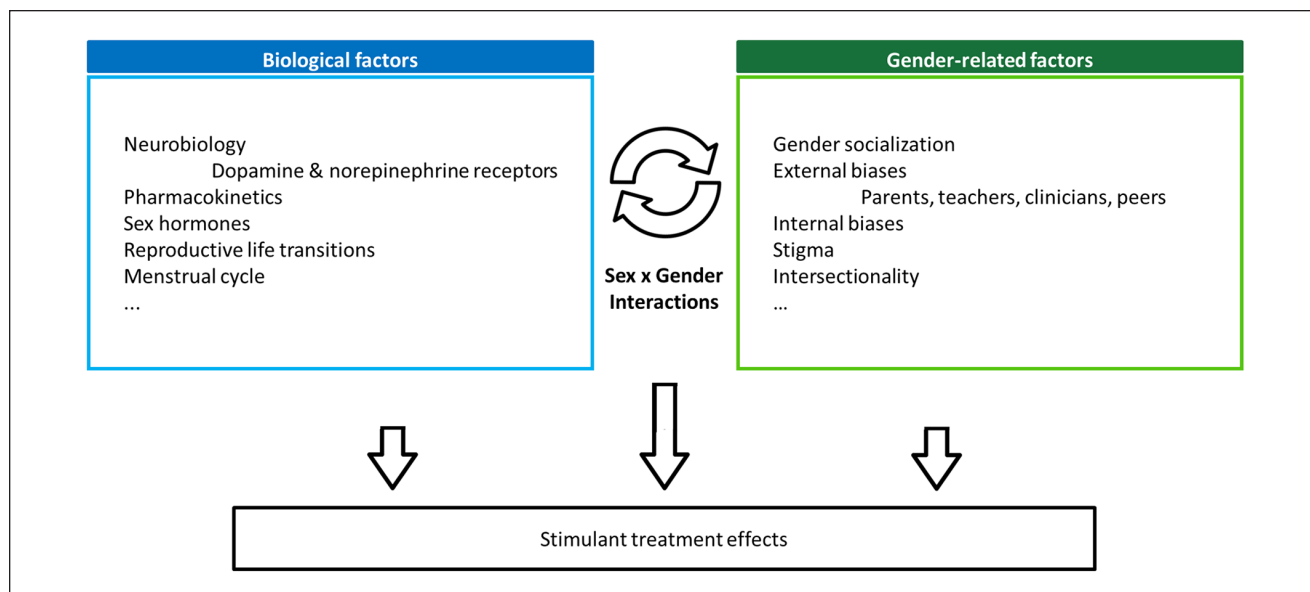 Biological factors
Neurobiology
Dopamine & norepinephrine receptors
Pharmacokinetics
Sex hormones
Reproductive life transitions
Menstrual cycle
...
Sex x Gender
Interactions
Gender-related factors
Gender socialization
External biases
Parents, teachers, clinicians, peers
Internal biases
Stigma
Intersectionality
...
Stimulant treatment effects